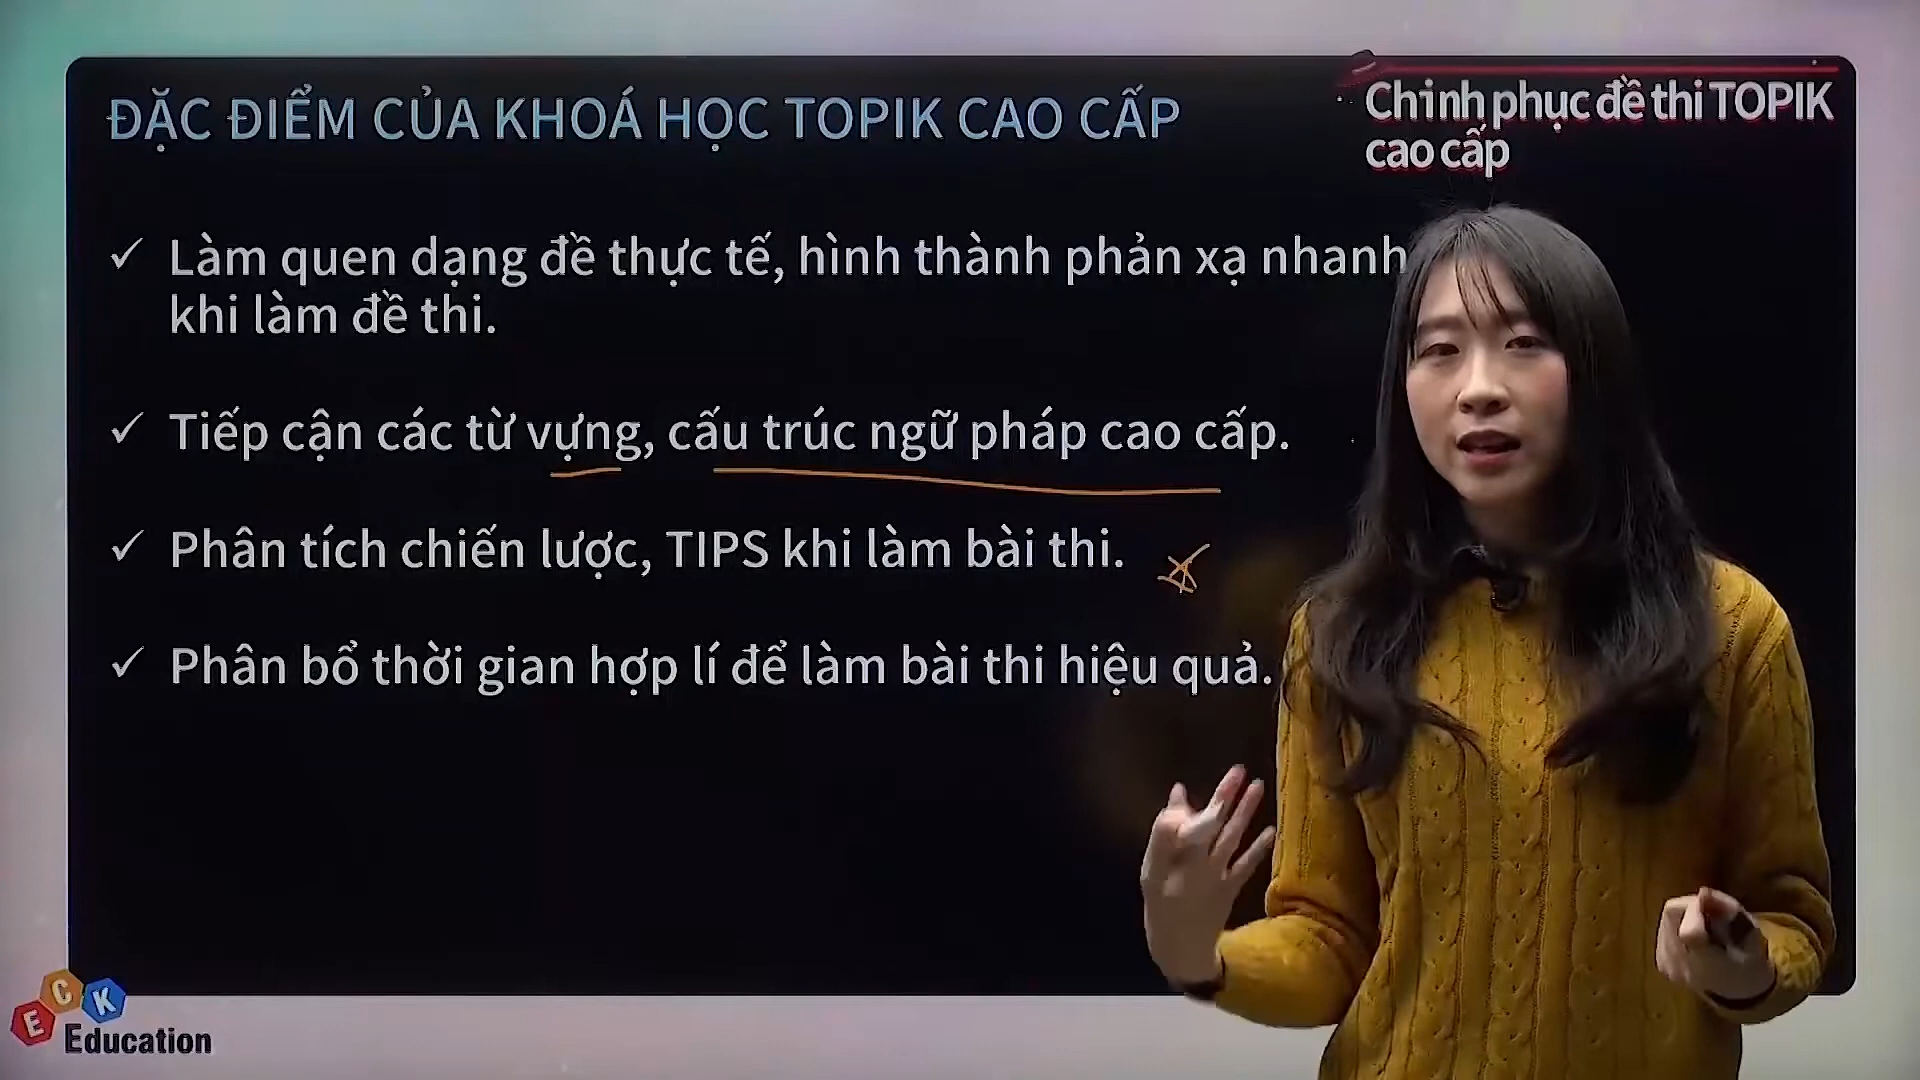 ĐẶC ĐIỂM CỦA KHOÁ HỌC TOPIK CAO CẤP
Chinh phục đề thi TOPIK
cao cấp
✓ Làm quen dạng đề thực tế, hình thành phản xạ nhanh
khi làm đề thi.
✓ Tiếp cận các từ vựng, cấu trúc ngữ pháp cao cấp.
✓ Phân tích chiến lược, TIPS khi làm bài thi.
✓ Phân bổ thời gian hợp lí để làm bài thi hiệu quả.
ECK
Education